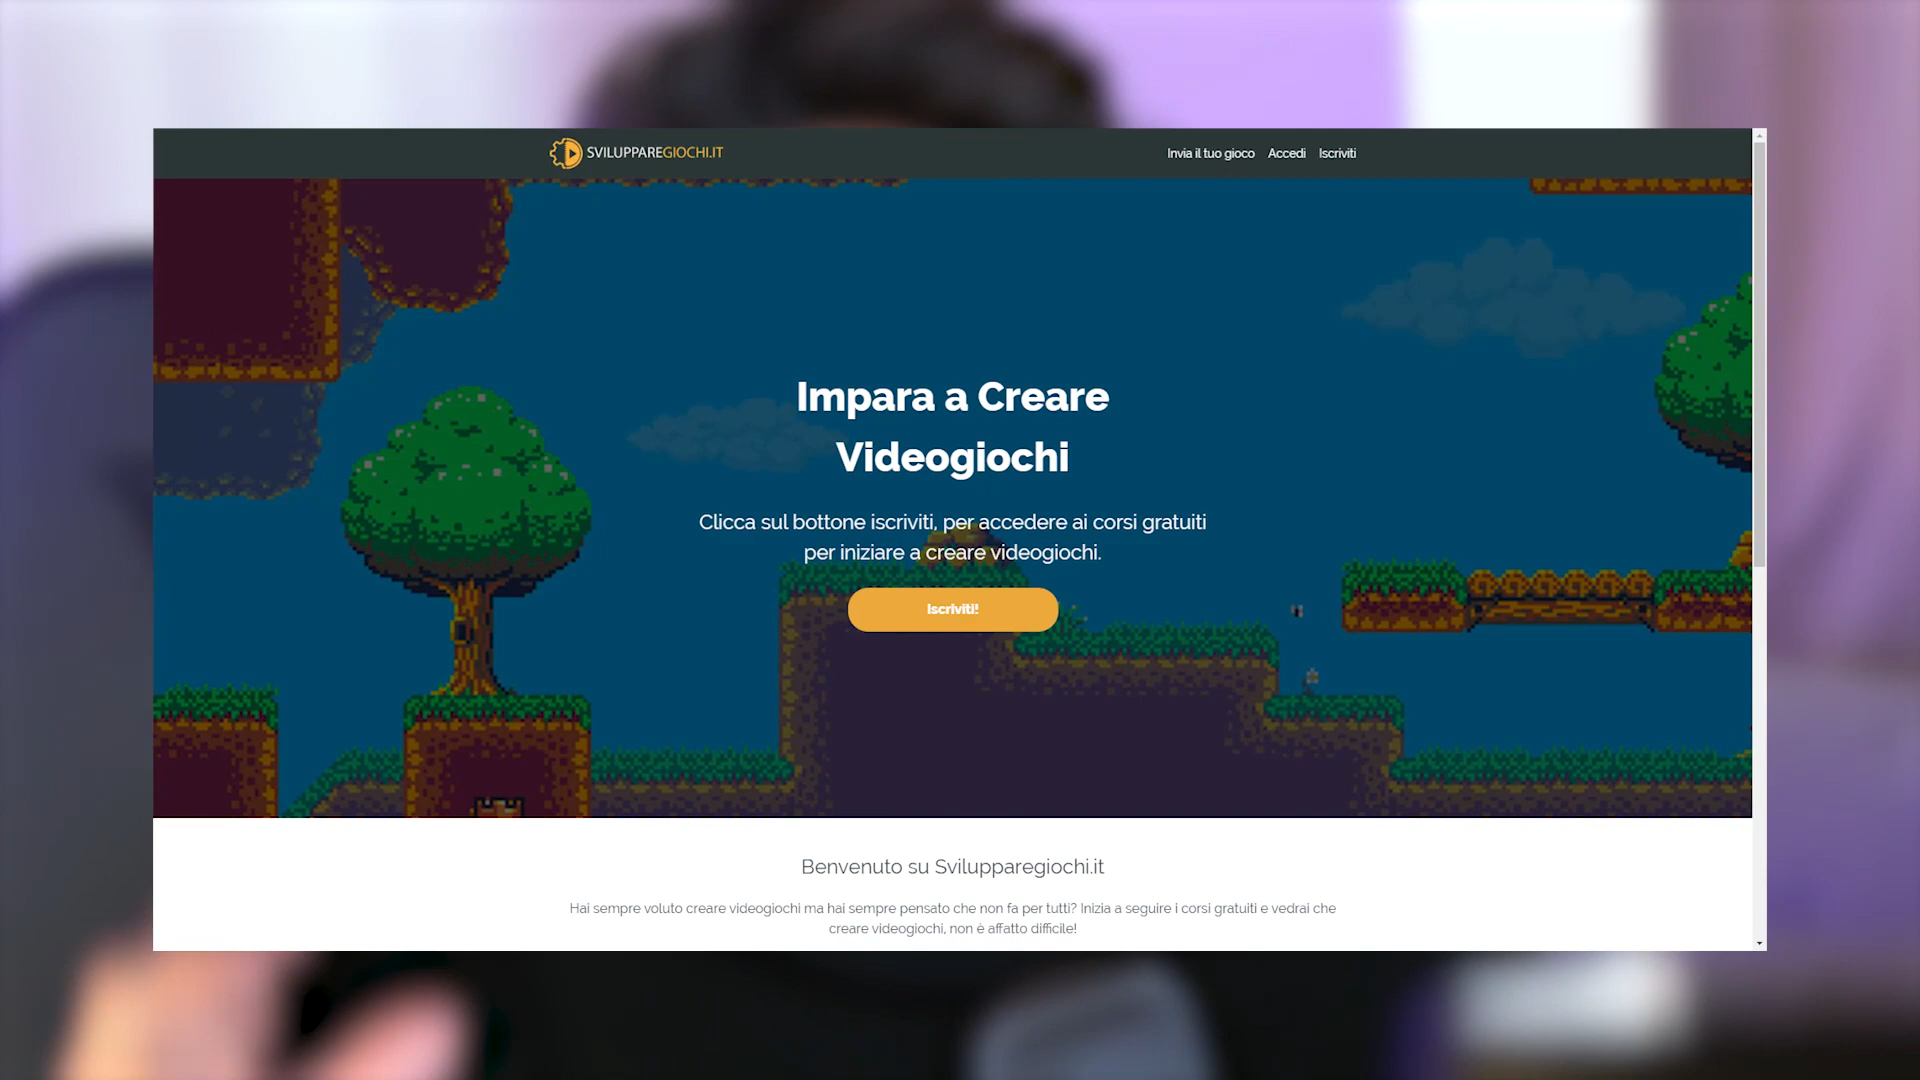 SVILUPPAREGIOCHI.IT
Invia il tuo gioco Accedi Iscriviti
Impara a Creare
Videogiochi
Clicca sul bottone iscriviti, per accedere ai corsi gratuiti
per iniziare a creare videogiochi.
Iscriviti!
Benvenuto su Svilupparegiochi.it
Hai sempre voluto creare videogiochi ma hai sempre pensato che non fa per tutti? Inizia a seguire i corsi gratuiti e vedrai che
creare videogiochi, non è affatto difficile!